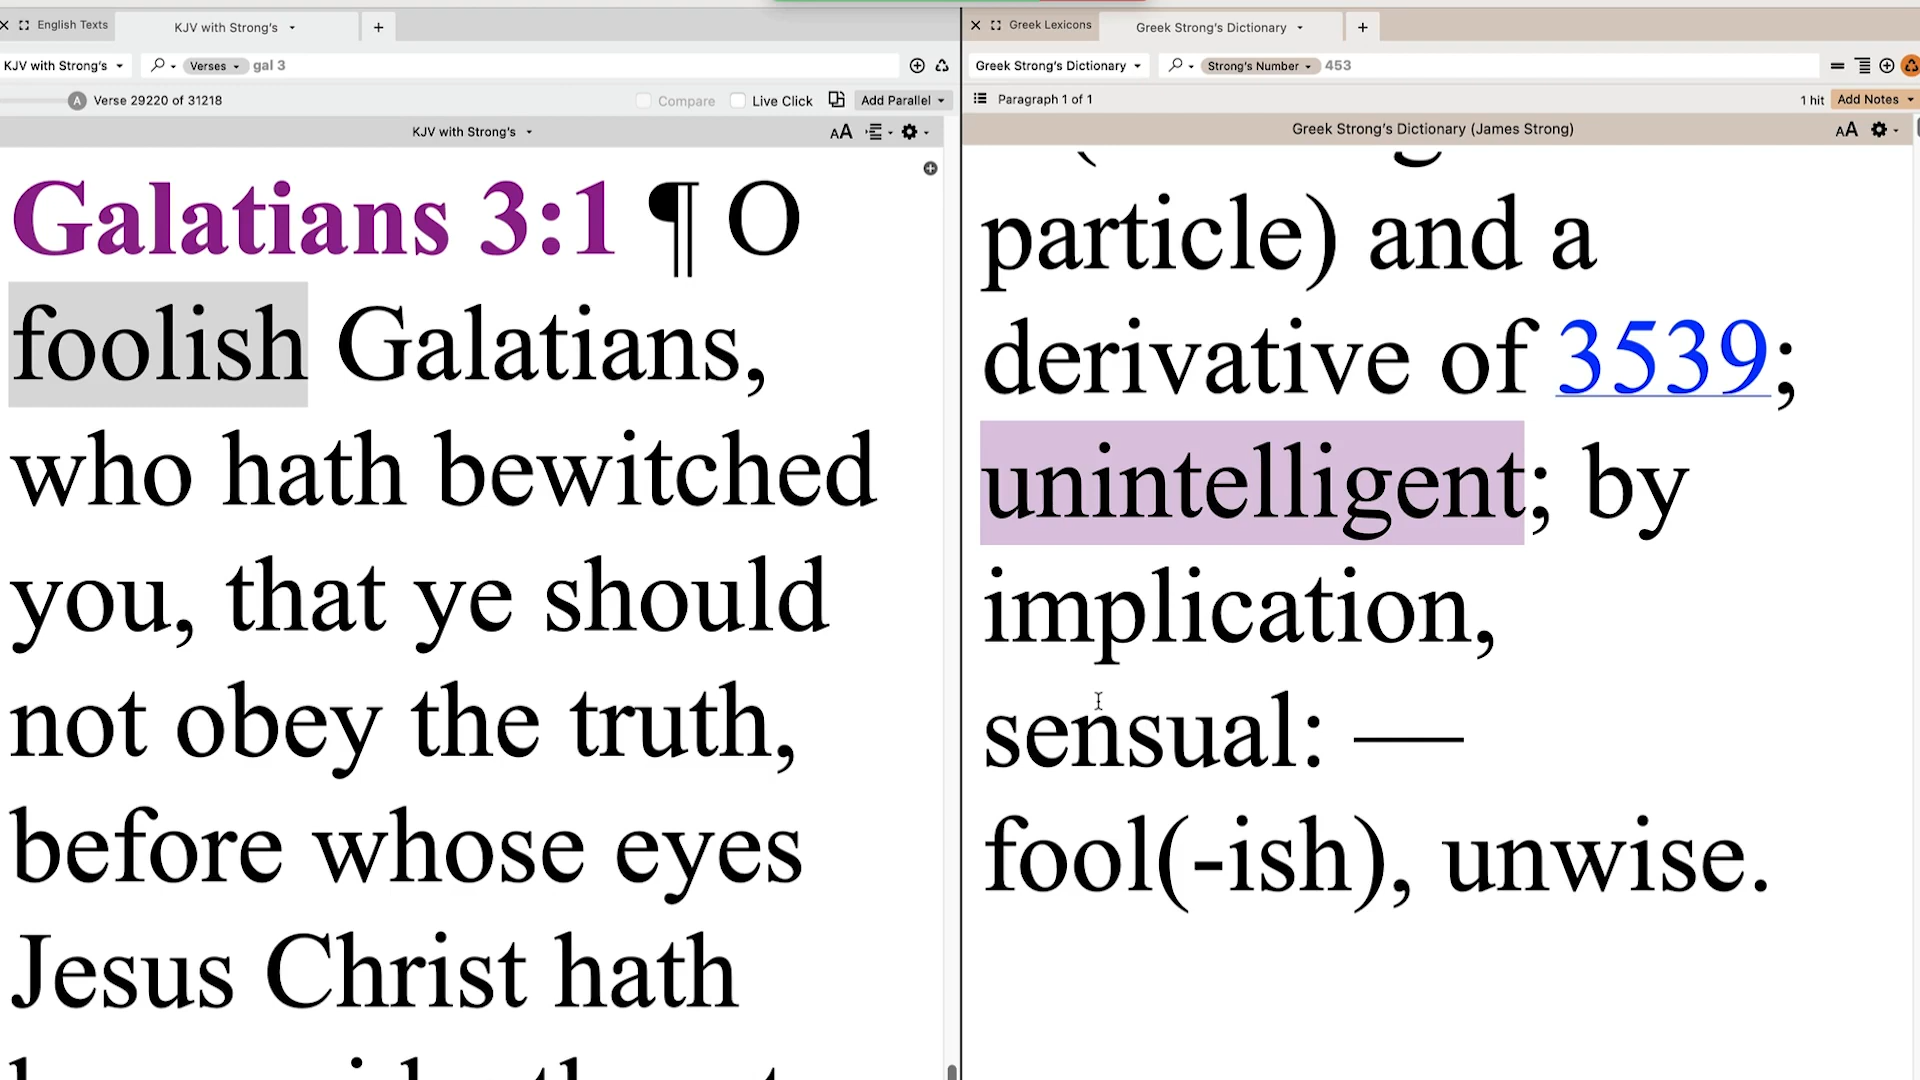 English Texts
KJV with Strong's
KJV with Strong's
Verses
gal 3
A
Verse 29220 of 31218
Compare
Live Click
Add Parallel
KJV with Strong's
AA
Galatians 3:1 ¶ O
foolish Galatians,
who hath bewitched
you, that ye should
not obey the truth,
before whose eyes
Jesus Christ hath
Greek Lexicons
Greek Strong's Dictionary
Greek Strong's Dictionary
Strong's Number
453
Paragraph 1 of 1
1 hit
Add Notes
Greek Strong's Dictionary (James Strong)
AA
particle) and a
derivative of 3539;
unintelligent; by
implication,
sensual: —
fool(-ish), unwise.